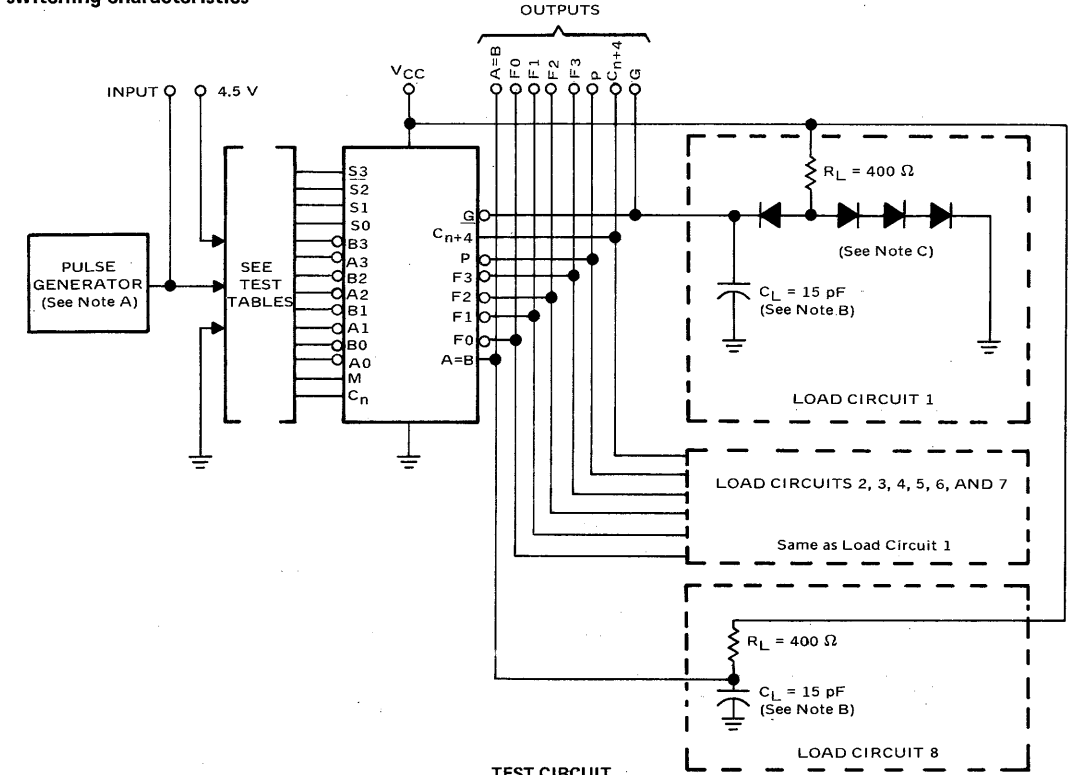 switching characteristics
OUTPUTS
A=B
F0
F1
F2
F3
P
Cn+4
G
VCC
INPUT
4.5 V
PULSE
GENERATOR
(See Note A)
SEE
TEST
TABLES
S3
S2
S1
S0
B3
A3
B2
A2
B1
A1
B0
A0
M
Cn
G
Cn+4
P
F3
F2
F1
F0
A=B
RL = 400 Ω
(See Note C)
CL = 15 pF
(See Note B)
LOAD CIRCUIT 1
LOAD CIRCUITS 2, 3, 4, 5, 6, AND 7
Same as Load Circuit 1
RL = 400 Ω
CL = 15 pF
(See Note B)
LOAD CIRCUIT 8
TEST CIRCUIT